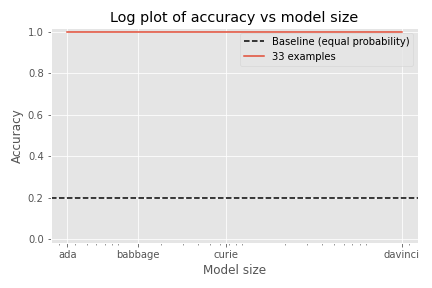 Log plot of accuracy vs model size
1.0
Baseline (equal probability)
33 examples
0.8
0.6
Accuracy
0.4
0.2
0.0
ada babbage curie davinci
Model size